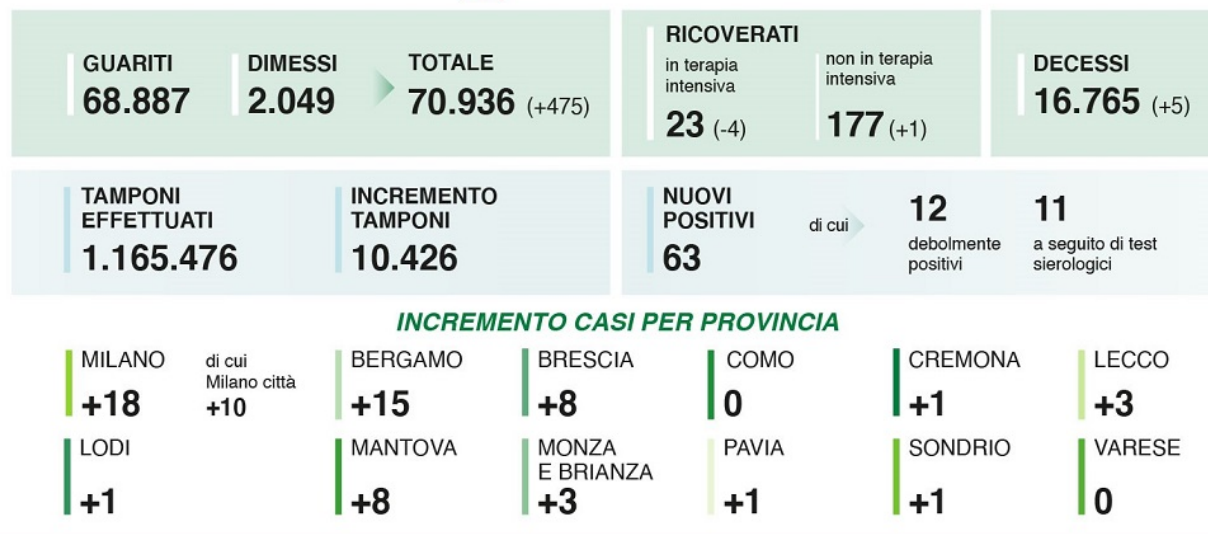 GUARITI
68.887
DIMESSI
2.049
TOTALE
70.936 (+475)
RICOVERATI
in terapia
intensiva
23 (-4)
non in terapia
intensiva
177 (+1)
DECESSI
16.765 (+5)
TAMPONI
EFFETTUATI
1.165.476
INCREMENTO
TAMPONI
10.426
NUOVI
POSITIVI
63
di cui
12
debolmente
positivi
11
a seguito di test
sierologici
INCREMENTO CASI PER PROVINCIA
MILANO
+18
di cui
Milano città
+10
BERGAMO
+15
BRESCIA
+8
COMO
0
CREMONA
+1
LECCO
+3
LODI
+1
MANTOVA
+8
MONZA
E BRIANZA
+3
PAVIA
+1
SONDRIO
+1
VARESE
0